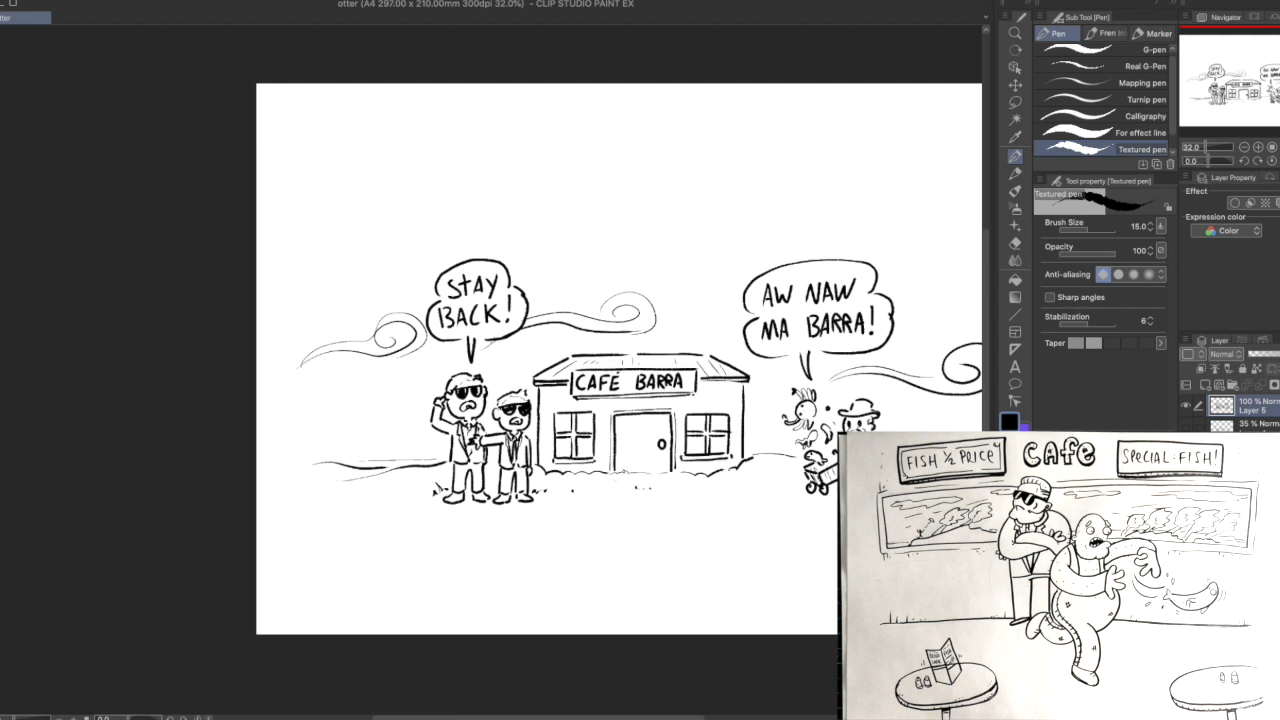 otter (A4 297.00 x 210.00mm 300dpi 32.0%) - CLIP STUDIO PAINT EX
tter
Sub Tool [Pen]
Navigator
Pen
Marker
G-pen
Real G-Pen
Mapping pen
Turnip pen
Calligraphy
For effect line
Textured pen
32.0
0.0
Tool property [Textured pen]
Textured pen
Brush Size 15.0
Opacity 100
Anti-aliasing
Sharp angles
Stabilization 6
Taper
Layer Property
Effect
Expression color
Color
Layer
Normal
100 % Norm
Layer 5
35 % Norm
STAY
BACK!
AW NAW
MA BARRA!
CAFÉ BARRA
FISH ½ PRICE
CAFE
SPECIAL: FISH!
0.0